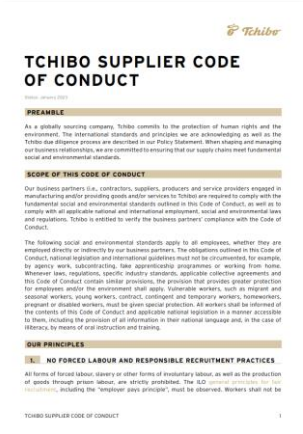 Tchibo
TCHIBO SUPPLIER CODE
OF CONDUCT
Status: January 2023
PREAMBLE
As a globally sourcing company, Tchibo commits to the protection of human rights and the
environment. The international standards and principles we are acknowledging as well as the
Tchibo due diligence process are described in our Policy Statement. When shaping and managing
our business relationships, we are committed to ensuring that our supply chains meet fundamental
social and environmental standards.
SCOPE OF THIS CODE OF CONDUCT
Our business partners (i.e., contractors, suppliers, producers and service providers engaged in
manufacturing and/or providing goods and/or services to Tchibo) are required to comply with the
fundamental social and environmental standards outlined in this Code of Conduct, as well as to
comply with all applicable national and international employment, social and environmental laws
and regulations. Tchibo is entitled to verify the business partners' compliance with the Code of
Conduct.
The following social and environmental standards apply to all employees, whether they are
employed directly or indirectly by our business partners. The obligations outlined in this Code of
Conduct, national legislation and international guidelines must not be circumvented, for example,
by agency work, subcontracting, fake apprenticeship programmes or working from home.
Whenever laws, regulations, specific industry standards, applicable collective agreements and
this Code of Conduct contain similar provisions, the provision that provides greater protection
for employees and/or the environment shall apply. Vulnerable workers, such as migrant and
seasonal workers; young workers, contract, contingent and temporary workers, homeworkers,
pregnant or disabled workers, must be given special protection. All workers shall be informed of
the contents of this Code of Conduct and applicable national legislation in a manner accessible
to them, including the provision of all information in their national language and, in the case of
illiteracy, by means of oral instruction and training.
OUR PRINCIPLES
1. NO FORCED LABOUR AND RESPONSIBLE RECRUITMENT PRACTICES
All forms of forced labour, slavery or other forms of involuntary labour, as well as the production
of goods through prison labour, are strictly prohibited. The ILO general principles for fair
recruitment, including the "employer pays principle", must be observed. Workers shall not be
TCHIBO SUPPLIER CODE OF CONDUCT 1